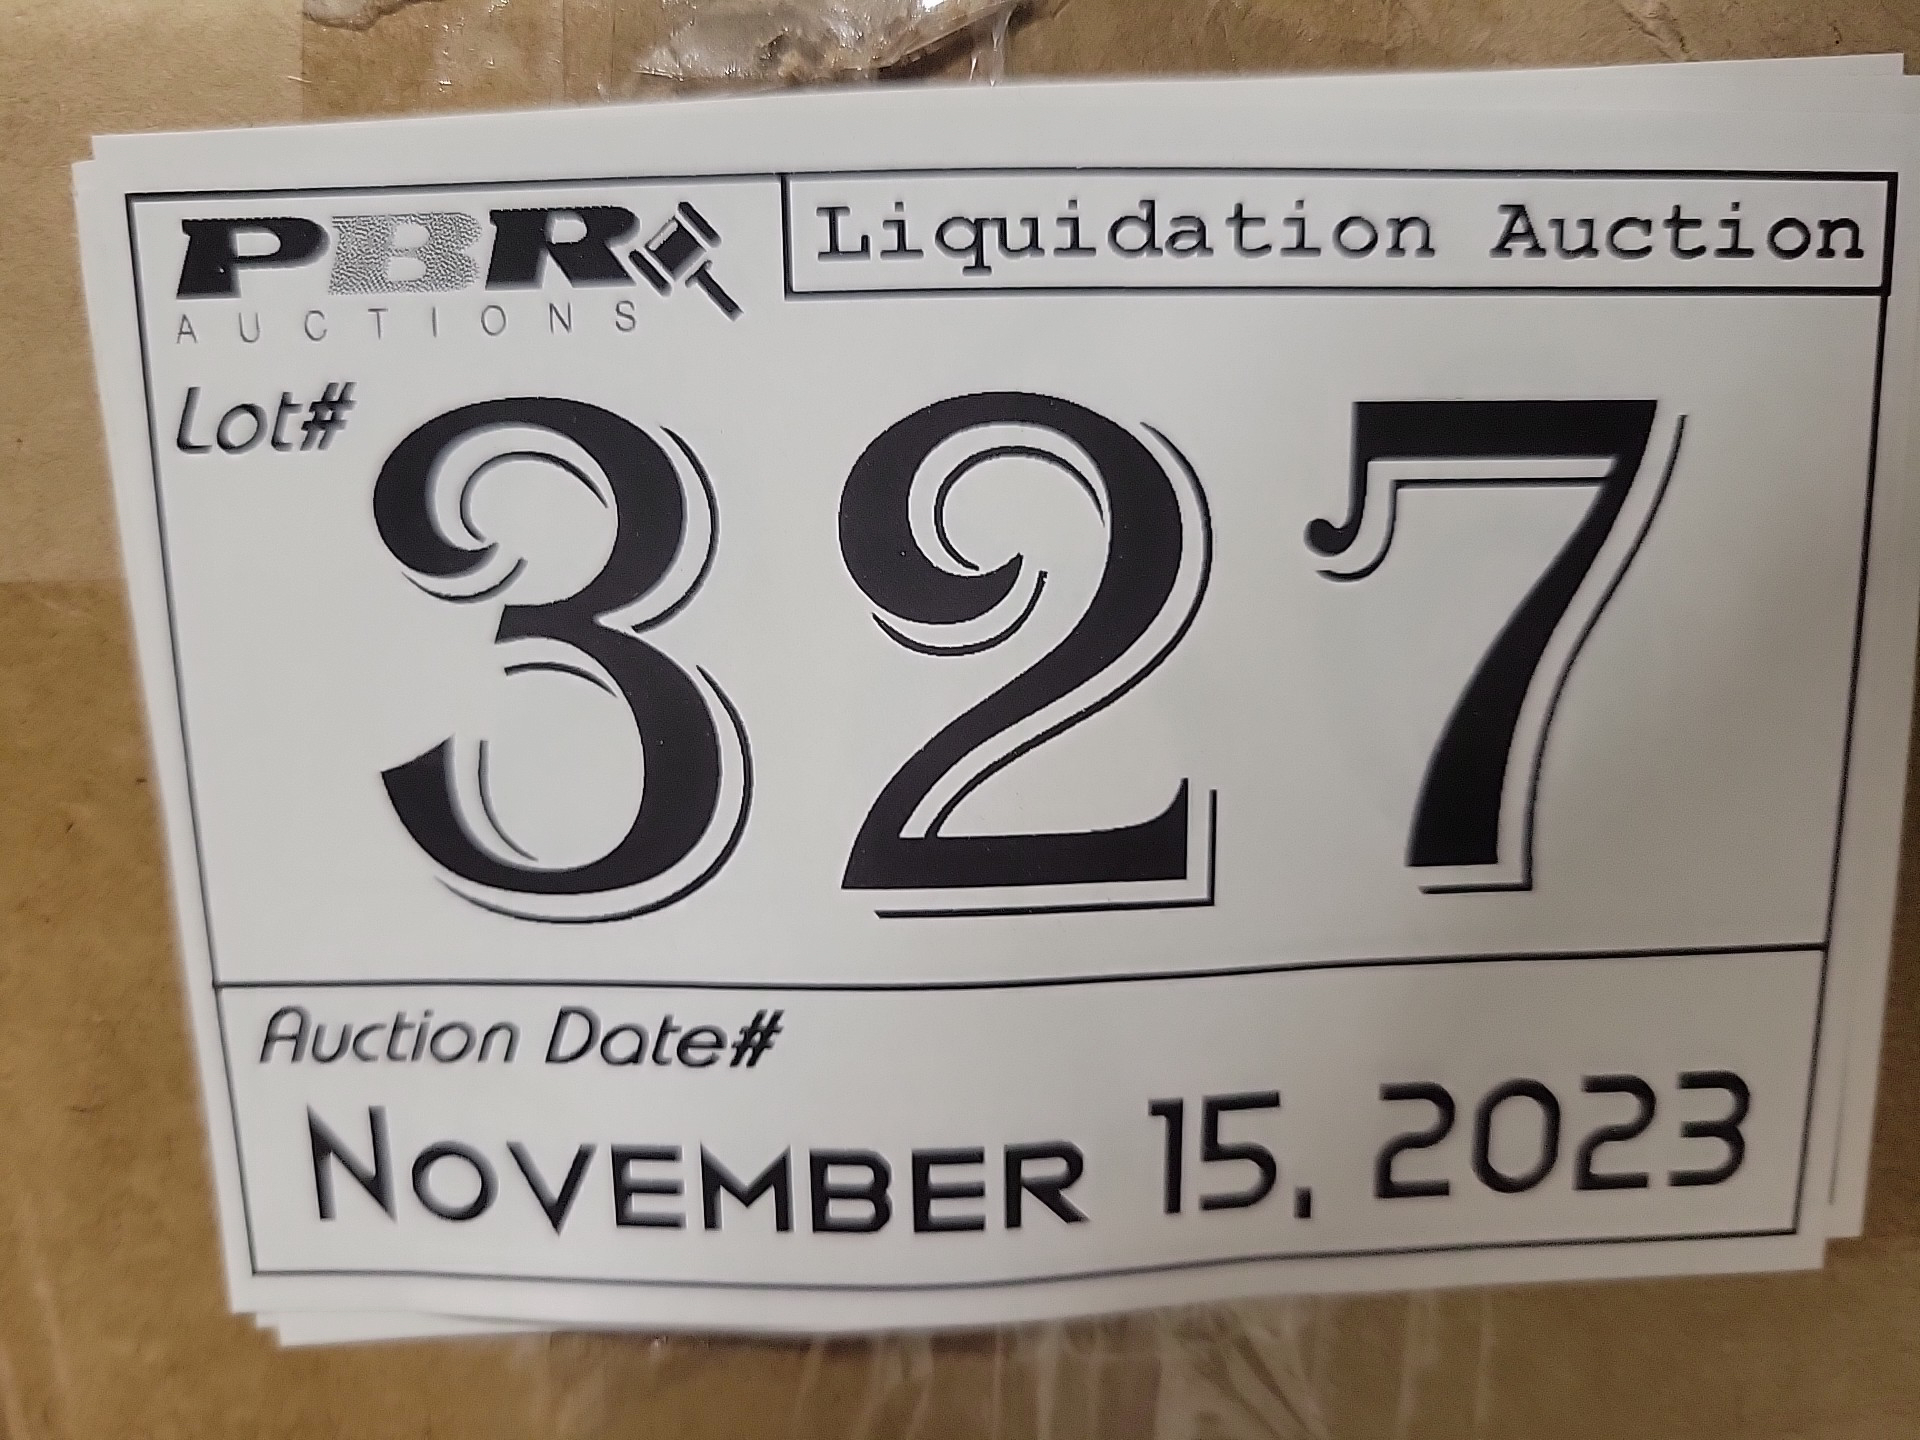 PBR
AUCTIONS
Liquidation Auction
Lot#
327
Auction Date#
NOVEMBER 15, 2023